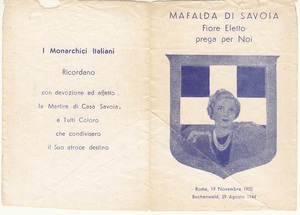 I Monarchici Italiani
Ricordano
con devozione ed affetto
la Martire di Casa Savoia,
e Tutti Coloro
che condivisero
il Suo atroce destino
MAFALDA DI SAVOIA
Fiore Eletto
prega per Noi
Roma, 19 Novembre 1902
Buchenwald, 29 Agosto 1944